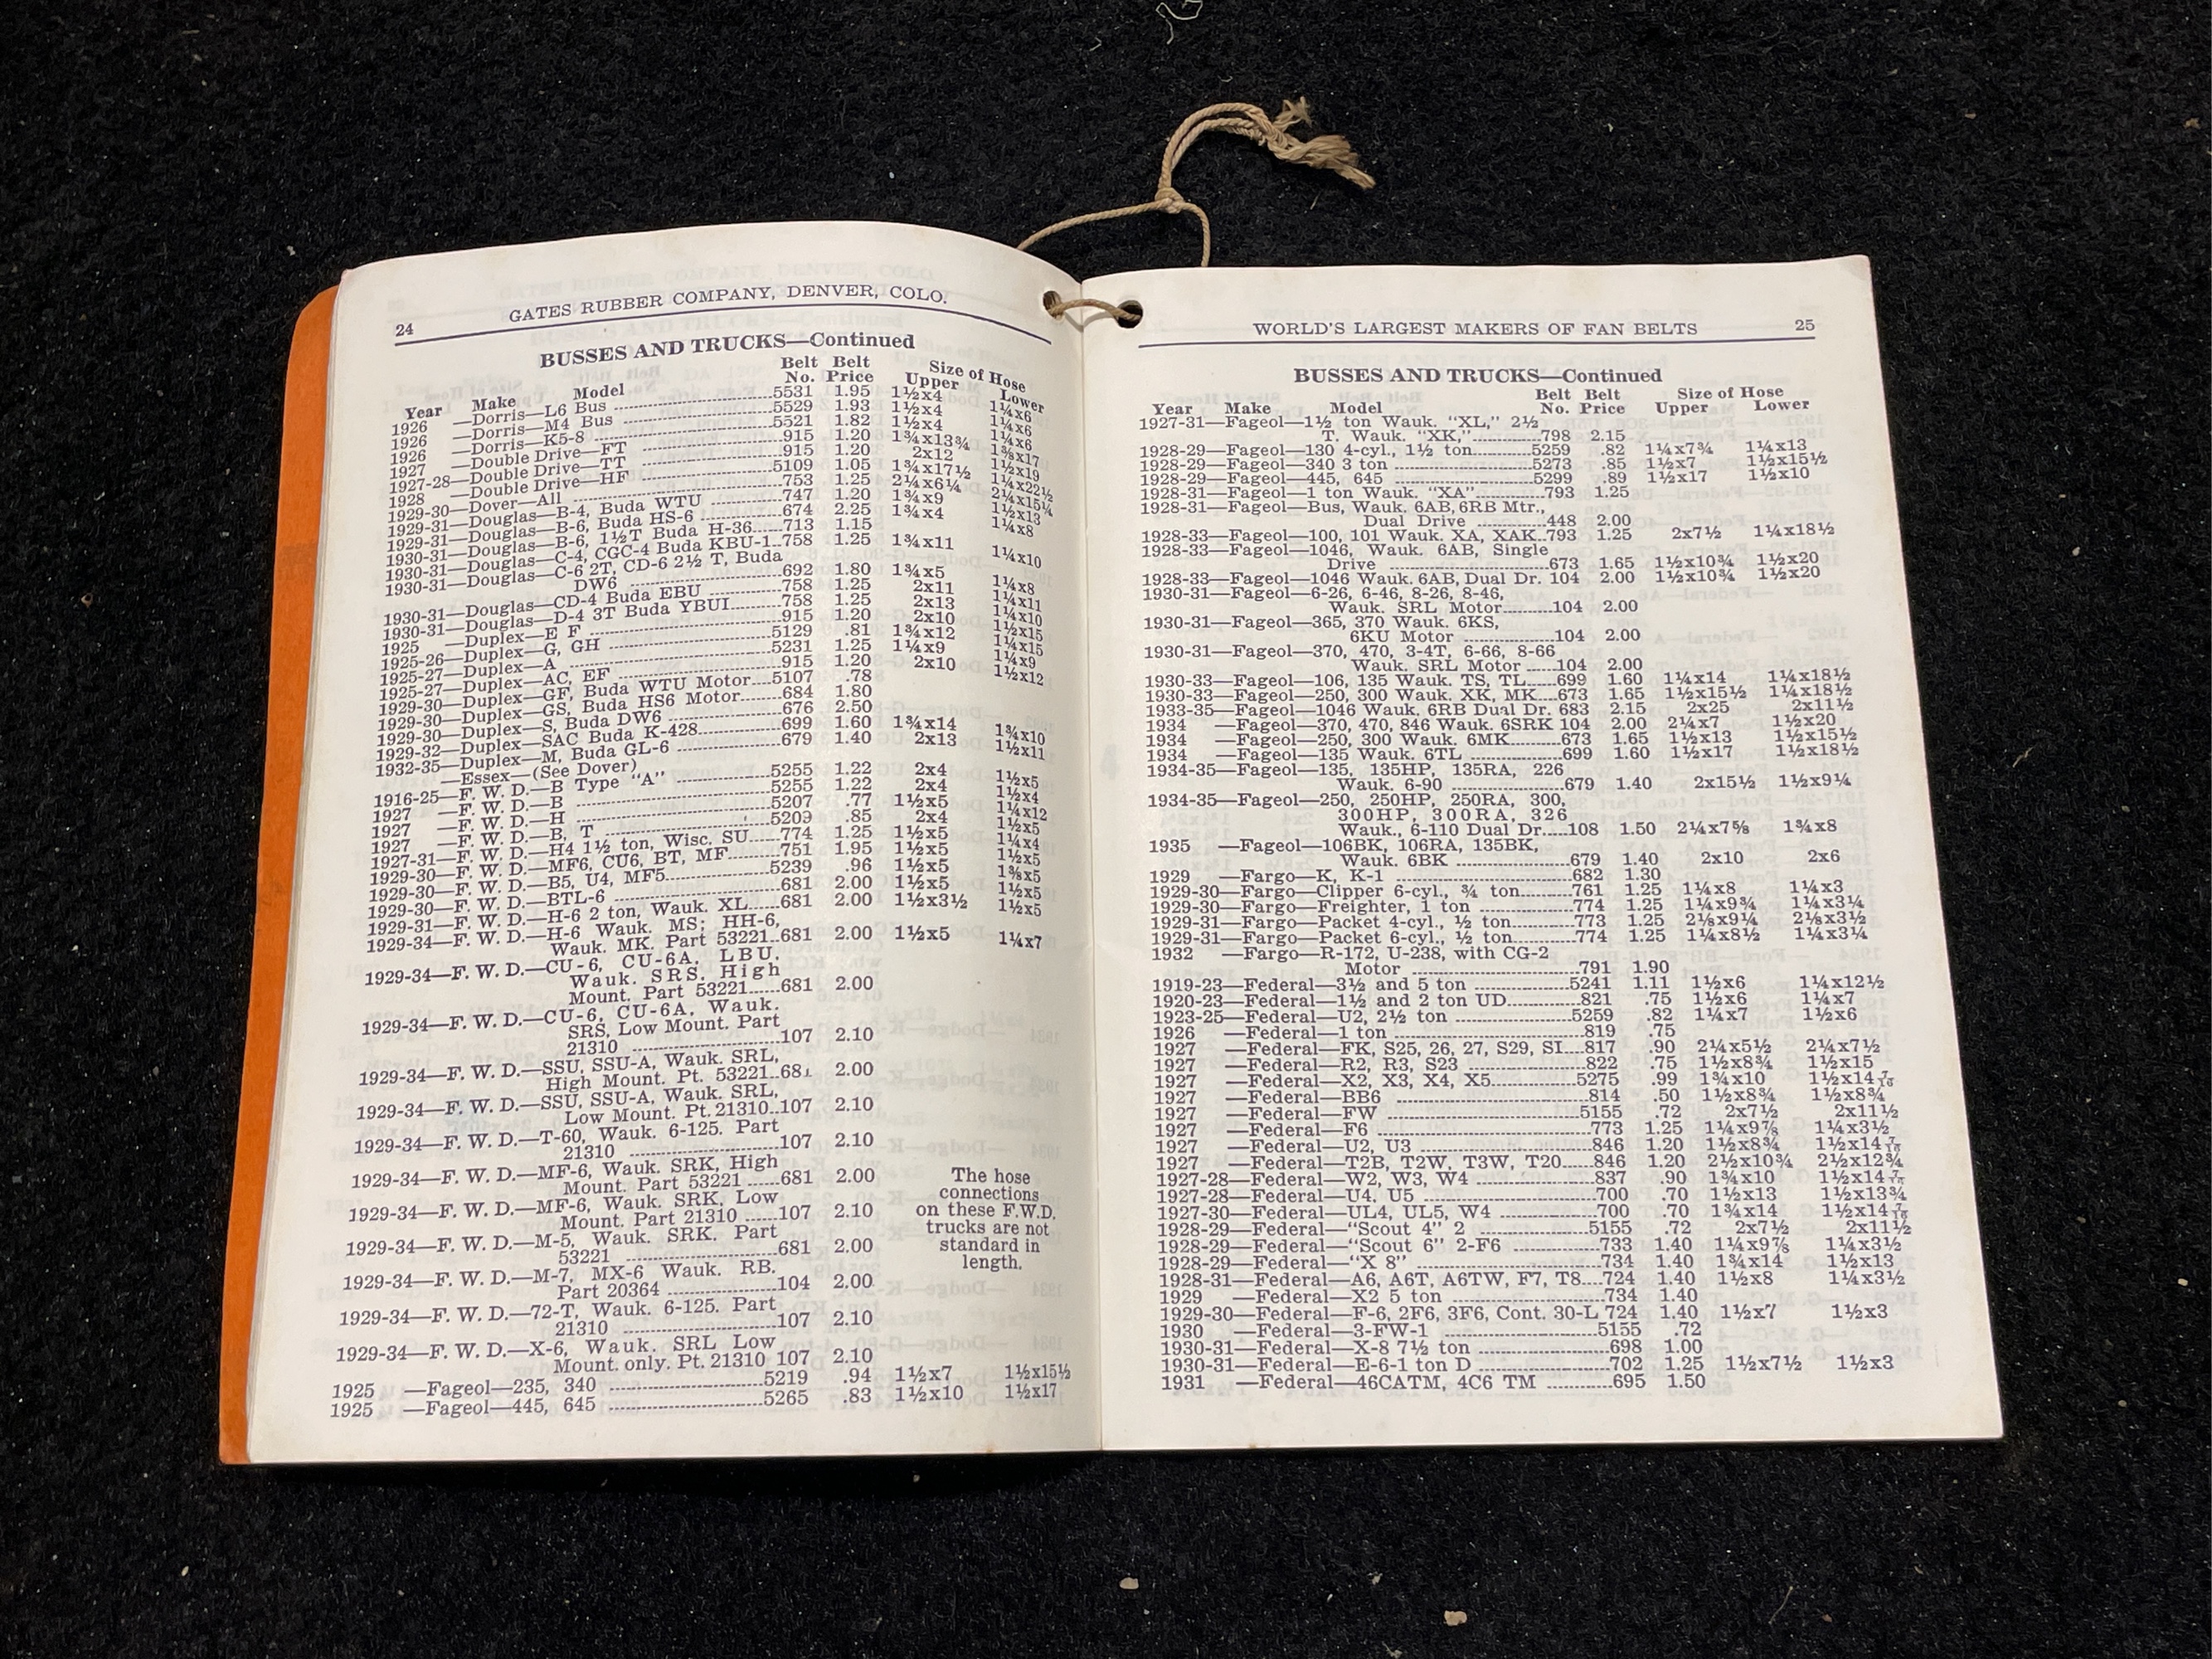 24
GATES RUBBER COMPANY, DENVER, COLO.
BUSSES AND TRUCKS—Continued
Belt Belt Size of Hose
Year Make Model No. Price Upper Lower
1926 —Dorris—L6 Bus 5531 1.95 1½x4 1¼x6
1926 —Dorris—M4 Bus 5529 1.93 1½x4 1¼x6
1926 —Dorris—K5-8 5521 1.82 1½x4 1¼x6
1927 —Double Drive—FT 915 1.20 1¾x13¾ 1⅜x17
1927-28—Double Drive—TT 915 1.20 2x12 1½x19
1928 —Double Drive—HF 5109 1.05 1¾x17½ 1¼x22½
1929-30—Dover—All 753 1.25 2¼x6¼ 2¼x15¼
1929-31—Douglas—B-4, Buda WTU 747 1.20 1¾x9 1½x13
1929-31—Douglas—B-6, Buda HS-6 674 2.25 1¾x4 1¼x8
1930-31—Douglas—B-6, 1½T Buda H-36 713 1.15
1930-31—Douglas—C-4, CGC-4 Buda KBU-1 758 1.25 1¾x11 1¼x10
1930-31—Douglas—C-6 2T, CD-6 2½ T, Buda
DW6 692 1.80 1¾x5 1¼x8
1930-31—Douglas—CD-4 Buda EBU 758 1.25 2x11 1¼x11
1930-31—Douglas—D-4 3T Buda YBUI 758 1.25 2x13 1¼x10
1925 —Duplex—E F 915 1.20 2x10 1½x15
1925-26—Duplex—G, GH 5129 .81 1¾x12 1¼x15
1925-27—Duplex—A 5231 1.25 1¼x9 1¼x9
1925-27—Duplex—AC, EF 915 1.20 2x10 1½x12
1929-30—Duplex—GF, Buda WTU Motor 5107 .78
1929-30—Duplex—GS, Buda HS6 Motor 684 1.80
1929-30—Duplex—S, Buda DW6 676 2.50
1929-32—Duplex—SAC Buda K-428 699 1.60 1¾x14 1¾x10
1932-35—Duplex—M, Buda GL-6 679 1.40 2x13 1½x11
—Essex—(See Dover)
1916-25—F. W. D.—B Type "A" 5255 1.22 2x4 1½x5
1927 —F. W. D.—B 5255 1.22 2x4 1½x4
1927 —F. W. D.—H 5207 .77 1½x5 1¼x12
1927 —F. W. D.—B, T 5209 .85 2x4 1½x5
1927-31—F. W. D.—H4 1½ ton, Wisc. SU 774 1.25 1½x5 1¼x4
1929-30—F. W. D.—MF6, CU6, BT, MF 751 1.95 1½x5 1½x5
1929-30—F. W. D.—B5, U4, MF5 5239 .96 1½x5 1⅜x5
1929-30—F. W. D.—BTL-6 681 2.00 1½x5 1½x5
1929-31—F. W. D.—H-6 2 ton, Wauk. XL 681 2.00 1½x3½ 1½x5
1929-34—F. W. D.—H-6 Wauk. MS; HH-6,
Wauk. MK. Part 53221 681 2.00 1½x5 1¼x7
1929-34—F. W. D.—CU-6, CU-6A, LBU,
Wauk. SRS, High
Mount. Part 53221 681 2.00
1929-34—F. W. D.—CU-6, CU-6A, Wauk.
SRS, Low Mount. Part
21310 107 2.10
1929-34—F. W. D.—SSU, SSU-A, Wauk. SRL,
High Mount. Pt. 53221 681 2.00
1929-34—F. W. D.—SSU, SSU-A, Wauk. SRL,
Low Mount. Pt. 21310 107 2.10
1929-34—F. W. D.—T-60, Wauk. 6-125. Part
21310 107 2.10
1929-34—F. W. D.—MF-6, Wauk. SRK, High
Mount. Part 53221 681 2.00
1929-34—F. W. D.—MF-6, Wauk. SRK, Low
Mount. Part 21310 107 2.10
1929-34—F. W. D.—M-5, Wauk. SRK. Part
53221 681 2.00
1929-34—F. W. D.—M-7, MX-6 Wauk. RB.
Part 20364 104 2.00
1929-34—F. W. D.—72-T, Wauk. 6-125. Part
21310 107 2.10
1929-34—F. W. D.—X-6, Wauk. SRL Low
Mount. only. Pt. 21310 107 2.10
The hose
connections
on these F.W.D.
trucks are not
standard in
length.
1925 —Fageol—235, 340 5219 .94 1½x7 1½x15½
1925 —Fageol—445, 645 5265 .83 1½x10 1½x17
WORLD'S LARGEST MAKERS OF FAN BELTS
25
BUSSES AND TRUCKS—Continued
Belt Belt Size of Hose
Year Make Model No. Price Upper Lower
1927-31—Fageol—1½ ton Wauk. "XL," 2½
T. Wauk. "XK," 798 2.15
1928-29—Fageol—130 4-cyl., 1½ ton 5259 .82 1¼x7¾ 1¼x13
1928-29—Fageol—340 3 ton 5273 .85 1½x7 1½x15½
1928-29—Fageol—445, 645 5299 .89 1½x17 1½x10
1928-31—Fageol—1 ton Wauk. "XA" 793 1.25
1928-31—Fageol—Bus, Wauk. 6AB, 6RB Mtr.,
Dual Drive 448 2.00
1928-33—Fageol—100, 101 Wauk. XA, XAK 793 1.25 2x7½ 1¼x18½
1928-33—Fageol—1046, Wauk. 6AB, Single
Drive 673 1.65 1½x10¾ 1½x20
1928-33—Fageol—1046 Wauk. 6AB, Dual Dr. 104 2.00 1½x10¾ 1½x20
1930-31—Fageol—6-26, 6-46, 8-26, 8-46,
Wauk. SRL Motor 104 2.00
1930-31—Fageol—365, 370 Wauk. 6KS,
6KU Motor 104 2.00
1930-31—Fageol—370, 470, 3-4T, 6-66, 8-66
Wauk. SRL Motor 104 2.00
1930-33—Fageol—106, 135 Wauk. TS, TL 699 1.60 1¼x14 1¼x18½
1930-33—Fageol—250, 300 Wauk. XK, MK 673 1.65 1½x15½ 1¼x18½
1933-35—Fageol—1046 Wauk. 6RB Dual Dr. 683 2.15 2x25 2x11½
1934 —Fageol—370, 470, 846 Wauk. 6SRK 104 2.00 2¼x7 1½x20
1934 —Fageol—250, 300 Wauk. 6MK 673 1.65 1½x13 1½x15½
1934 —Fageol—135 Wauk. 6TL 699 1.60 1½x17 1½x18½
1934-35—Fageol—135, 135HP, 135RA, 226
Wauk. 6-90 679 1.40 2x15½ 1½x9¼
1934-35—Fageol—250, 250HP, 250RA, 300,
300HP, 300RA, 326
Wauk., 6-110 Dual Dr. 108 1.50 2¼x7⅝ 1¾x8
1935 —Fageol—106BK, 106RA, 135BK,
Wauk. 6BK 679 1.40 2x10 2x6
1929 —Fargo—K, K-1 682 1.30
1929-30—Fargo—Clipper 6-cyl., ¾ ton 761 1.25 1¼x8 1¼x3
1929-30—Fargo—Freighter, 1 ton 774 1.25 1¼x9¾ 1¼x3¼
1929-31—Fargo—Packet 4-cyl., ½ ton 773 1.25 2⅛x9¼ 2⅛x3½
1929-31—Fargo—Packet 6-cyl., ½ ton 774 1.25 1¼x8½ 1¼x3¼
1932 —Fargo—R-172, U-238, with CG-2
Motor 791 1.90
1919-23—Federal—3½ and 5 ton 5241 1.11 1½x6 1¼x12½
1920-23—Federal—1½ and 2 ton UD 821 .75 1½x6 1¼x7
1923-25—Federal—U2, 2½ ton 5259 .82 1¼x7 1½x6
1926 —Federal—1 ton 819 .75
1927 —Federal—FK, S25, 26, 27, S29, SI 817 .90 2¼x5½ 2¼x7½
1927 —Federal—R2, R3, S23 822 .75 1½x8¾ 1½x15
1927 —Federal—X2, X3, X4, X5 5275 .99 1¾x10 1½x14 7/16
1927 —Federal—BB6 814 .50 1½x8¾ 1½x8¾
1927 —Federal—FW 5155 .72 2x7½ 2x11½
1927 —Federal—F6 773 1.25 1¼x9⅞ 1¼x3½
1927 —Federal—U2, U3 846 1.20 1½x8¾ 1½x14 7/16
1927 —Federal—T2B, T2W, T3W, T20 846 1.20 2½x10¾ 2½x12¾
1927-28—Federal—W2, W3, W4 837 .90 1¾x10 1½x14 7/16
1927-28—Federal—U4, U5 700 .70 1½x13 1½x13¾
1927-30—Federal—UL4, UL5, W4 700 .70 1¾x14 1½x14 7/16
1928-29—Federal—"Scout 4" 2 5155 .72 2x7½ 2x11½
1928-29—Federal—"Scout 6" 2-F6 733 1.40 1¼x9⅞ 1¼x3½
1928-29—Federal—"X 8" 734 1.40 1¾x14 1½x13
1928-31—Federal—A6, A6T, A6TW, F7, T8 724 1.40 1½x8 1¼x3½
1929 —Federal—X2 5 ton 734 1.40
1929-30—Federal—F-6, 2F6, 3F6, Cont. 30-L 724 1.40 1½x7 1½x3
1930 —Federal—3-FW-1 5155 .72
1930-31—Federal—X-8 7½ ton 698 1.00
1930-31—Federal—E-6-1 ton D 702 1.25 1½x7½ 1½x3
1931 —Federal—46CATM, 4C6 TM 695 1.50